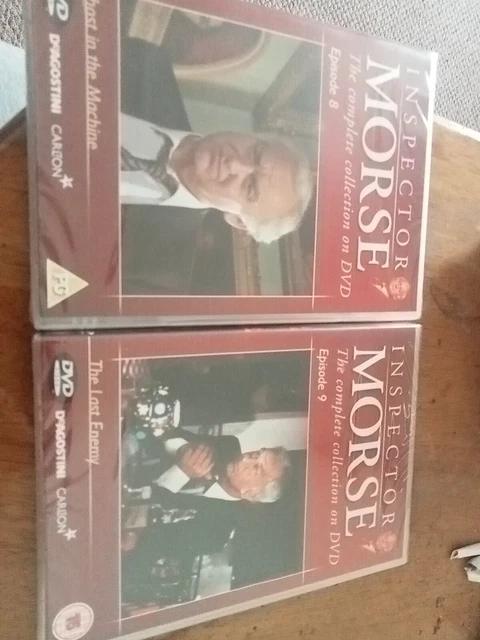 INSPECTOR
MORSE
The complete collection on DVD
Episode 8
Ghost in the Machine
DEAGOSTINI CARLTON
PG
INSPECTOR
MORSE
The complete collection on DVD
Episode 9
The Last Enemy
DVD DEAGOSTINI CARLTON
15